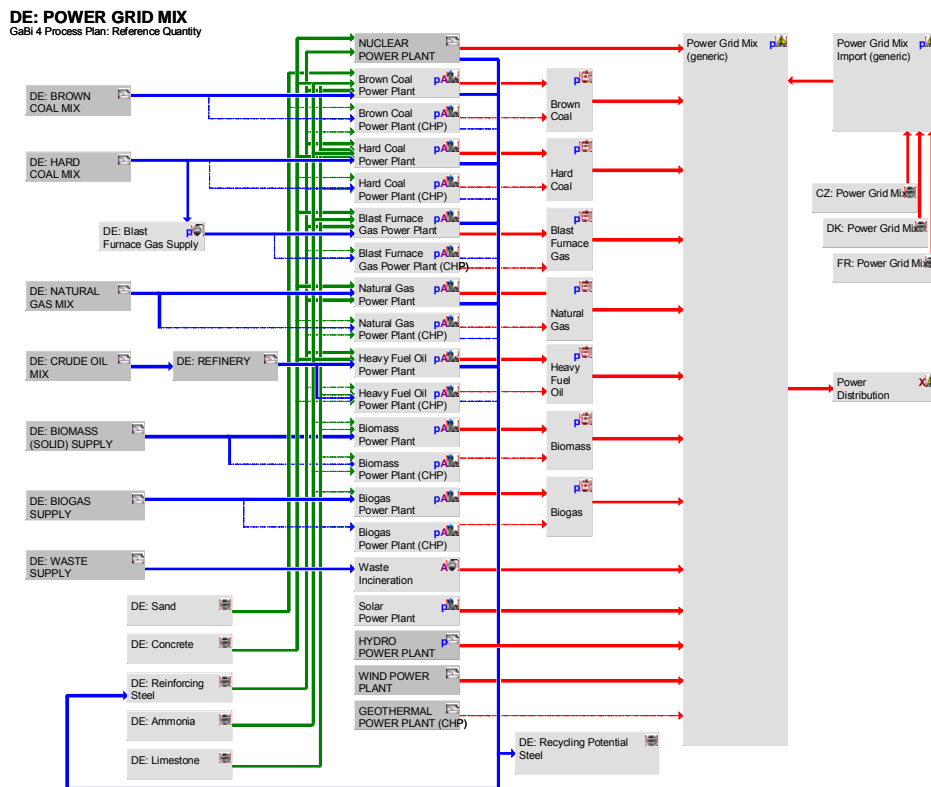 DE: POWER GRID MIX
GaBi 4 Process Plan: Reference Quantity
NUCLEAR
POWER PLANT
Brown Coal
Power Plant
Brown Coal
Power Plant (CHP)
Hard Coal
Power Plant
Hard Coal
Power Plant (CHP)
Blast Furnace
Gas Power Plant
Blast Furnace
Gas Power Plant (CHP)
Natural Gas
Power Plant
Natural Gas
Power Plant (CHP)
Heavy Fuel Oil
Power Plant
Heavy Fuel Oil
Power Plant (CHP)
Biomass
Power Plant
Biomass
Power Plant (CHP)
Biogas
Power Plant
Biogas
Power Plant (CHP)
Waste
Incineration
Solar
Power Plant
HYDRO
POWER PLANT
WIND POWER
PLANT
GEOTHERMAL
POWER PLANT (CHP)
DE: BROWN
COAL MIX
DE: HARD
COAL MIX
DE: Blast
Furnace Gas Supply
DE: NATURAL
GAS MIX
DE: CRUDE OIL
MIX
DE: REFINERY
DE: BIOMASS
(SOLID) SUPPLY
DE: BIOGAS
SUPPLY
DE: WASTE
SUPPLY
DE: Sand
DE: Concrete
DE: Reinforcing
Steel
DE: Ammonia
DE: Limestone
Brown
Coal
Hard
Coal
Blast
Furnace
Gas
Natural
Gas
Heavy
Fuel
Oil
Biomass
Biogas
DE: Recycling Potential
Steel
Power Grid Mix
(generic)
Power Grid Mix
Import (generic)
CZ: Power Grid Mix
DK: Power Grid Mix
FR: Power Grid Mix
Power
Distribution